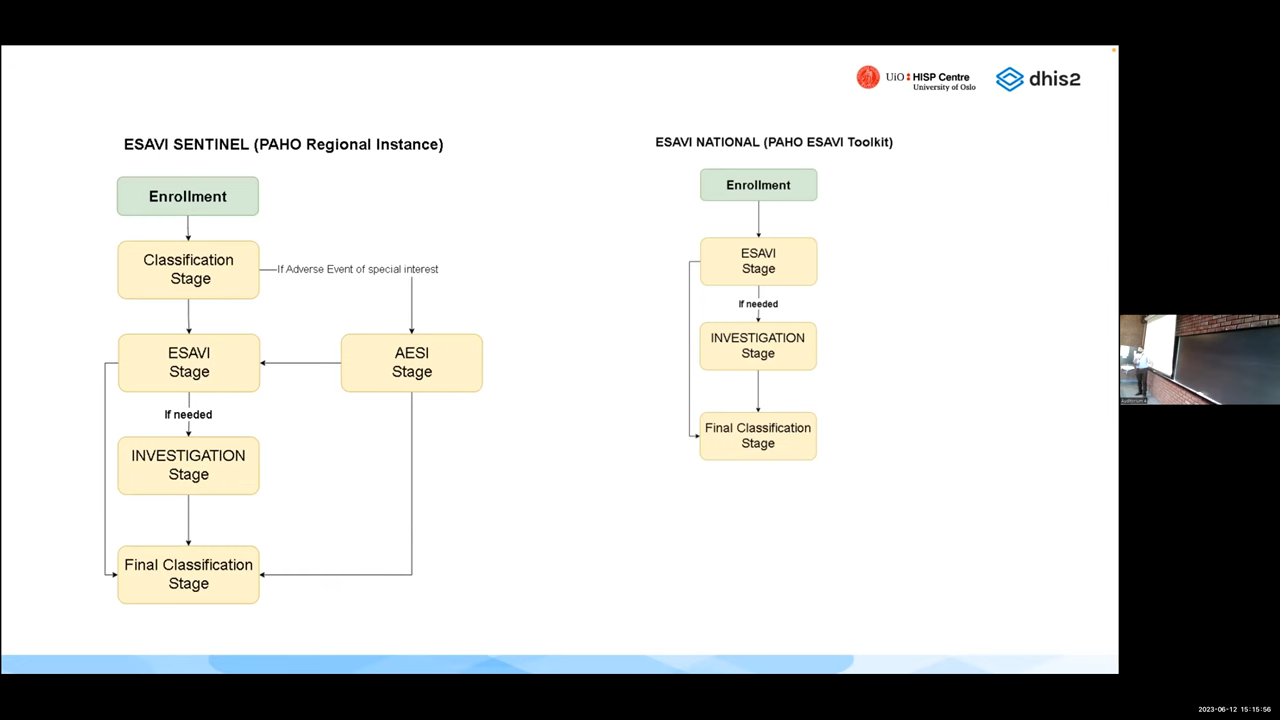 UiO HISP Centre
University of Oslo
dhis2
ESAVI SENTINEL (PAHO Regional Instance)
Enrollment
Classification
Stage
If Adverse Event of special interest
ESAVI
Stage
AESI
Stage
If needed
INVESTIGATION
Stage
Final Classification
Stage
ESAVI NATIONAL (PAHO ESAVI Toolkit)
Enrollment
ESAVI
Stage
If needed
INVESTIGATION
Stage
Final Classification
Stage
Auditorium 4
2023-06-12 15:15:56